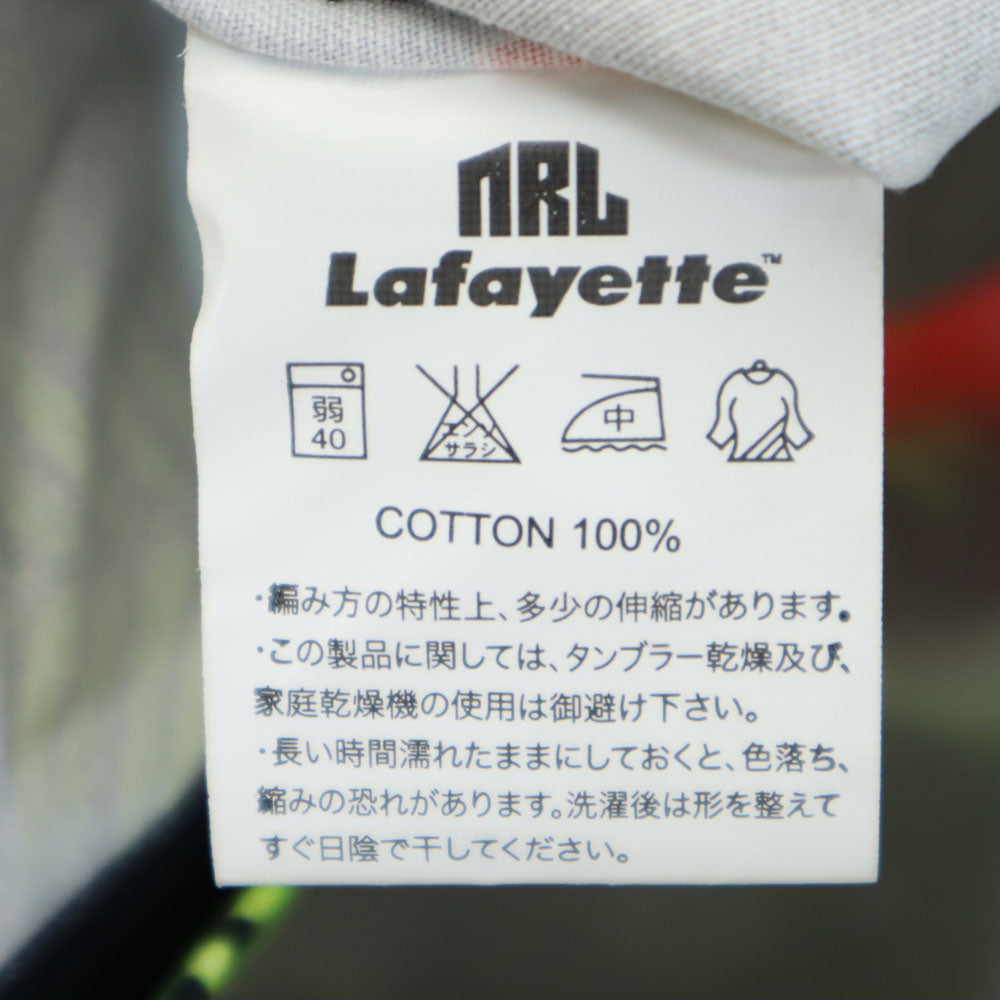 NRL
Lafayette™
弱
40
エンソ
サラシ
中
COTTON 100%
・編み方の特性上、多少の伸縮があります。
・この製品に関しては、タンブラー乾燥及び、
家庭乾燥機の使用は御避け下さい。
・長い時間濡れたままにしておくと、色落ち、
縮みの恐れがあります。洗濯後は形を整えて
すぐ日陰で干してください。